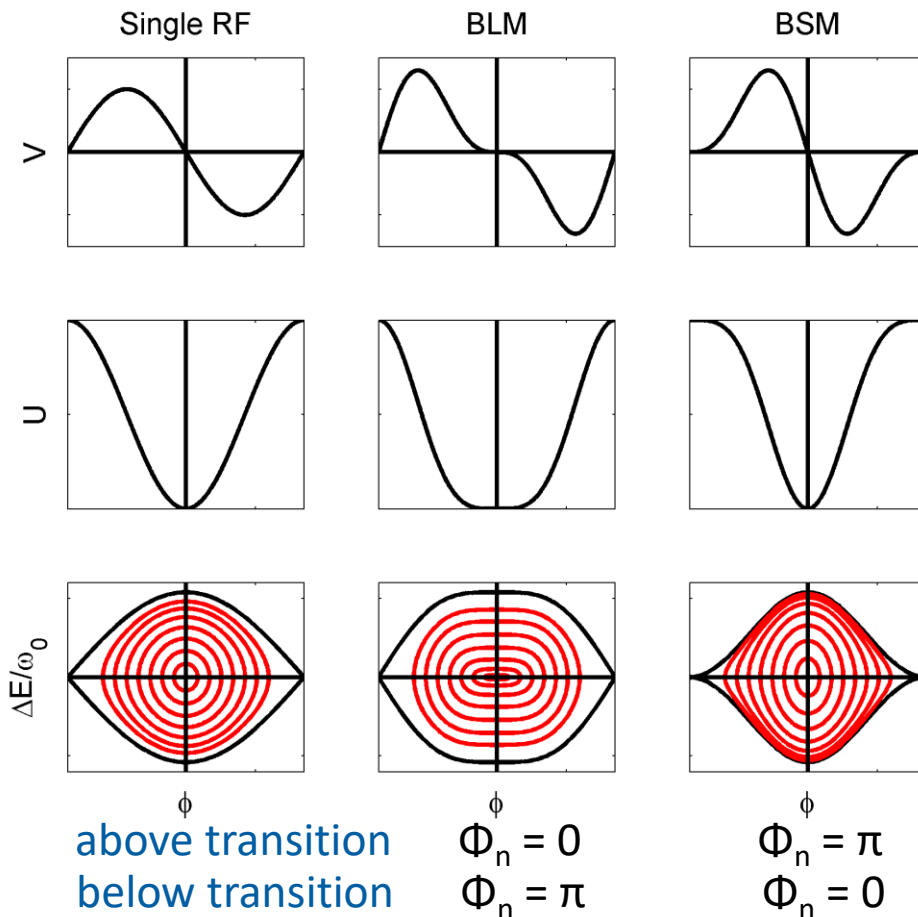 Single RF BLM BSM
V
U
ΔE/ω₀
ϕ ϕ ϕ
above transition Φₙ = 0 Φₙ = π
below transition Φₙ = π Φₙ = 0